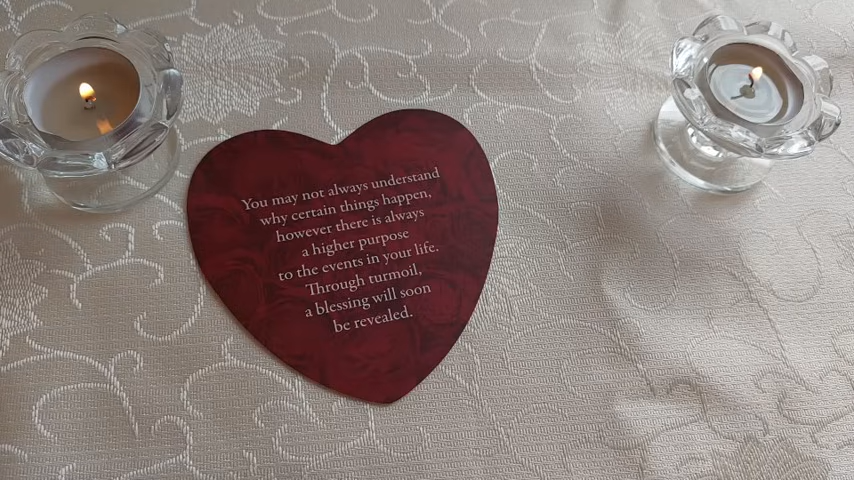 You may not always understand
why certain things happen,
however there is always
a higher purpose
to the events in your life.
Through turmoil,
a blessing will soon
be revealed.